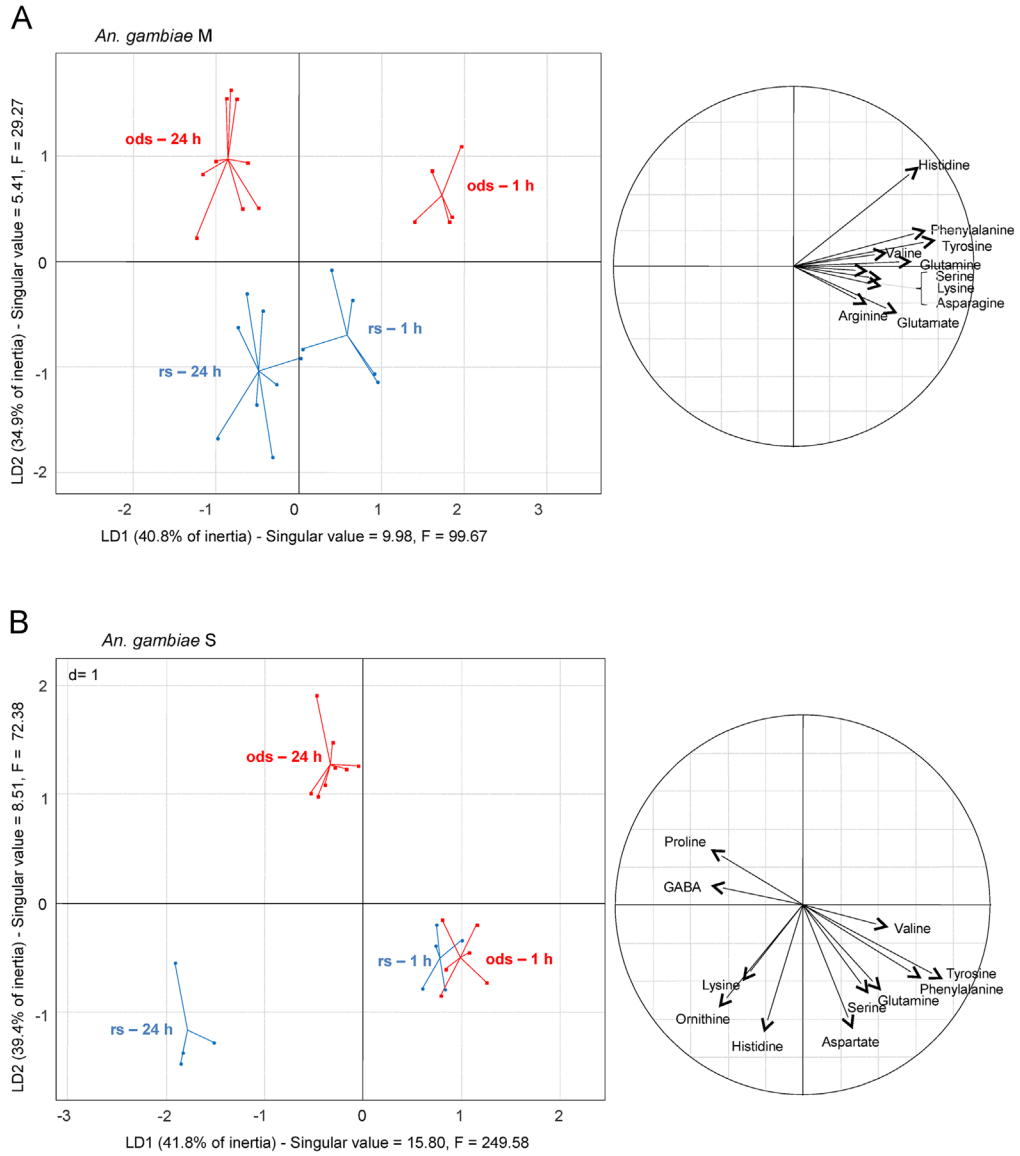 A
An. gambiae M
LD2 (34.9% of inertia) - Singular value = 5.41, F = 29.27
1
0
-1
-2
ods – 24 h
ods – 1 h
rs – 1 h
rs – 24 h
-2
-1
0
1
2
3
LD1 (40.8% of inertia) - Singular value = 9.98, F = 99.67
Histidine
Phenylalanine
Tyrosine
Valine
Glutamine
Serine
Lysine
Asparagine
Arginine
Glutamate
B
An. gambiae S
LD2 (39.4% of inertia) - Singular value = 8.51, F = 72.38
d= 1
2
1
0
-1
ods – 24 h
rs – 1 h
ods – 1 h
rs – 24 h
-3
-2
-1
0
1
2
LD1 (41.8% of inertia) - Singular value = 15.80, F = 249.58
Proline
GABA
Valine
Tyrosine
Phenylalanine
Lysine
Glutamine
Serine
Ornithine
Histidine
Aspartate